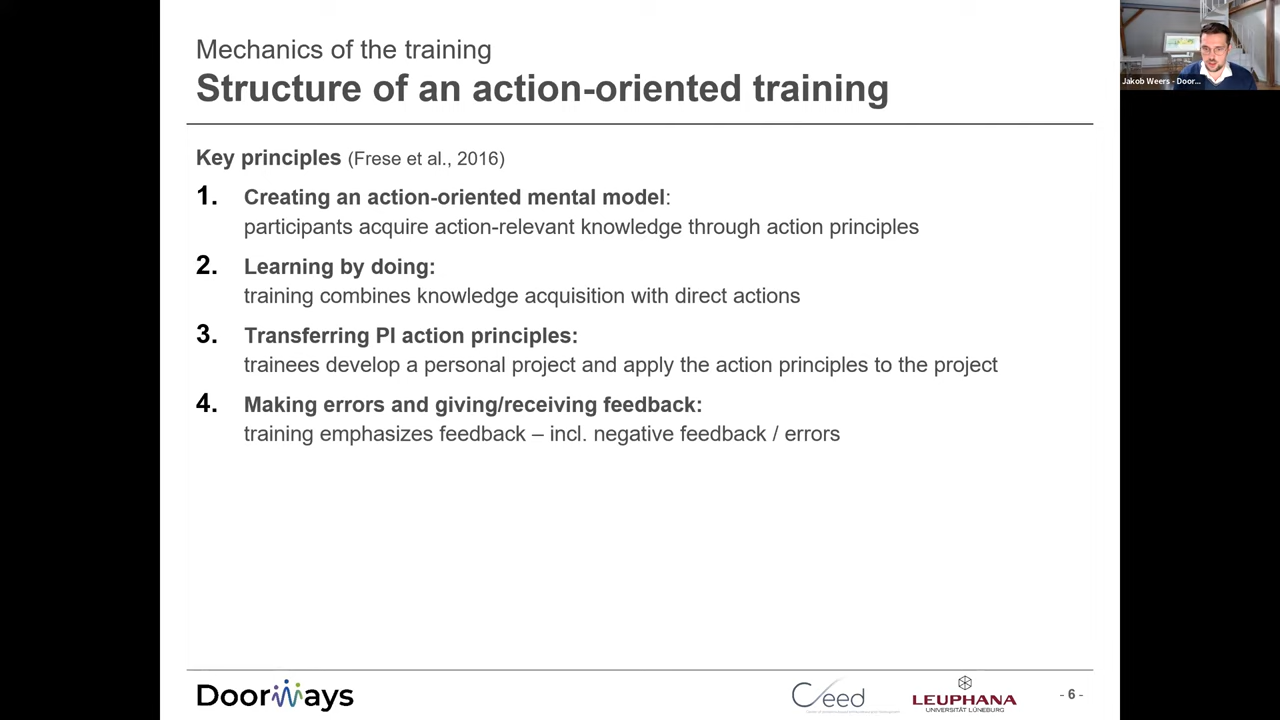 Mechanics of the training
Structure of an action-oriented training
Jakob Weers - Door...
Key principles (Frese et al., 2016)
1. Creating an action-oriented mental model:
participants acquire action-relevant knowledge through action principles
2. Learning by doing:
training combines knowledge acquisition with direct actions
3. Transferring PI action principles:
trainees develop a personal project and apply the action principles to the project
4. Making errors and giving/receiving feedback:
training emphasizes feedback – incl. negative feedback / errors
Doorways
Ceed
LEUPHANA
UNIVERSITÄT LÜNEBURG
- 6 -